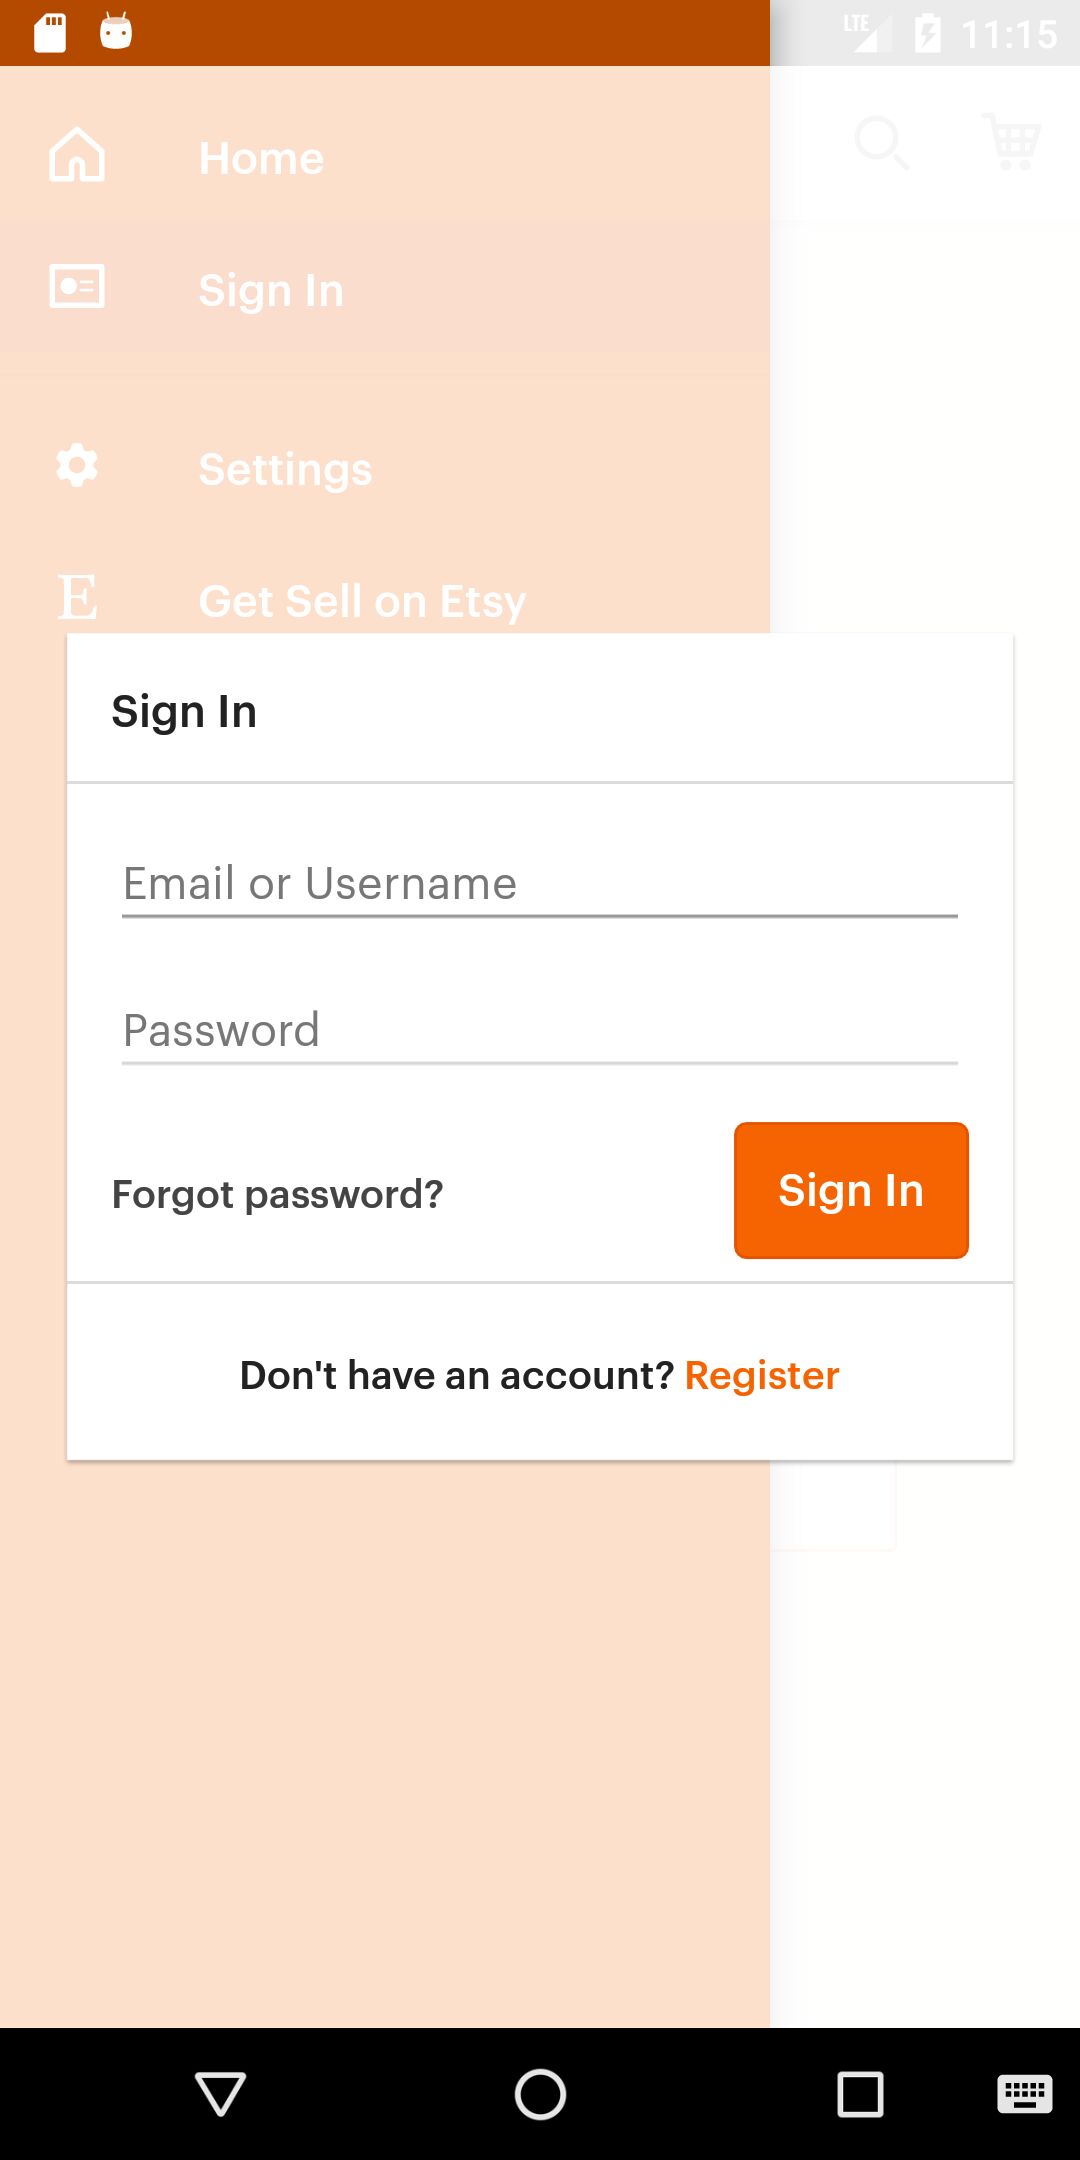 LTE 11:15
Home
Sign In
Settings
E Get Sell on Etsy
Sign In
Email or Username
Password
Forgot password? Sign In
Don't have an account? Register